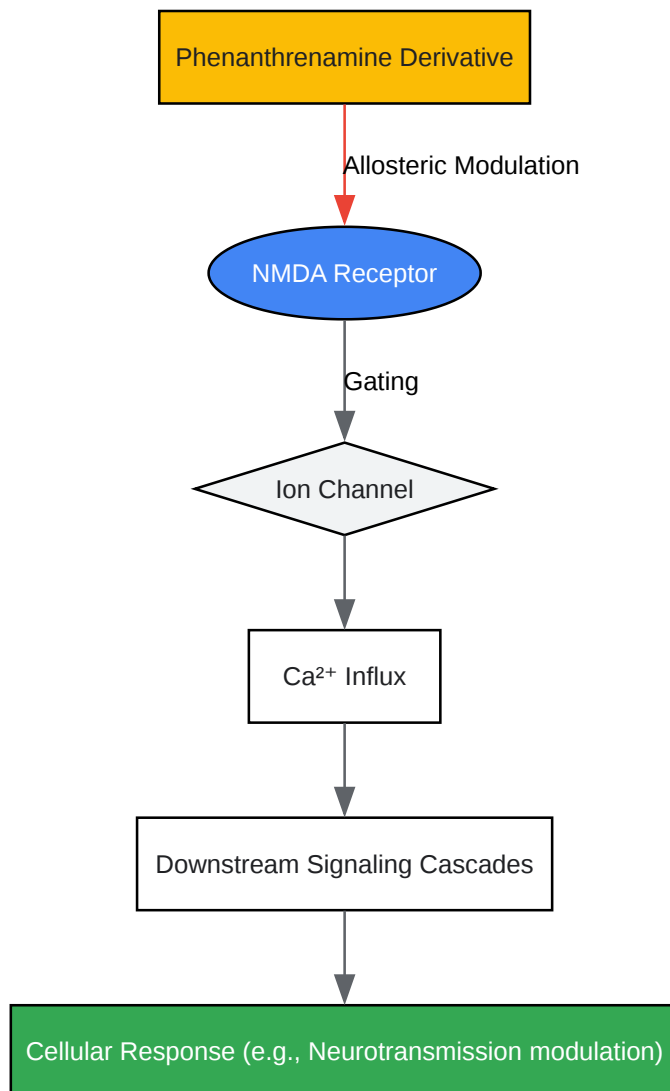 Phenanthrenamine Derivative
Allosteric Modulation
NMDA Receptor
Gating
Ion Channel
Ca²⁺ Influx
Downstream Signaling Cascades
Cellular Response (e.g., Neurotransmission modulation)